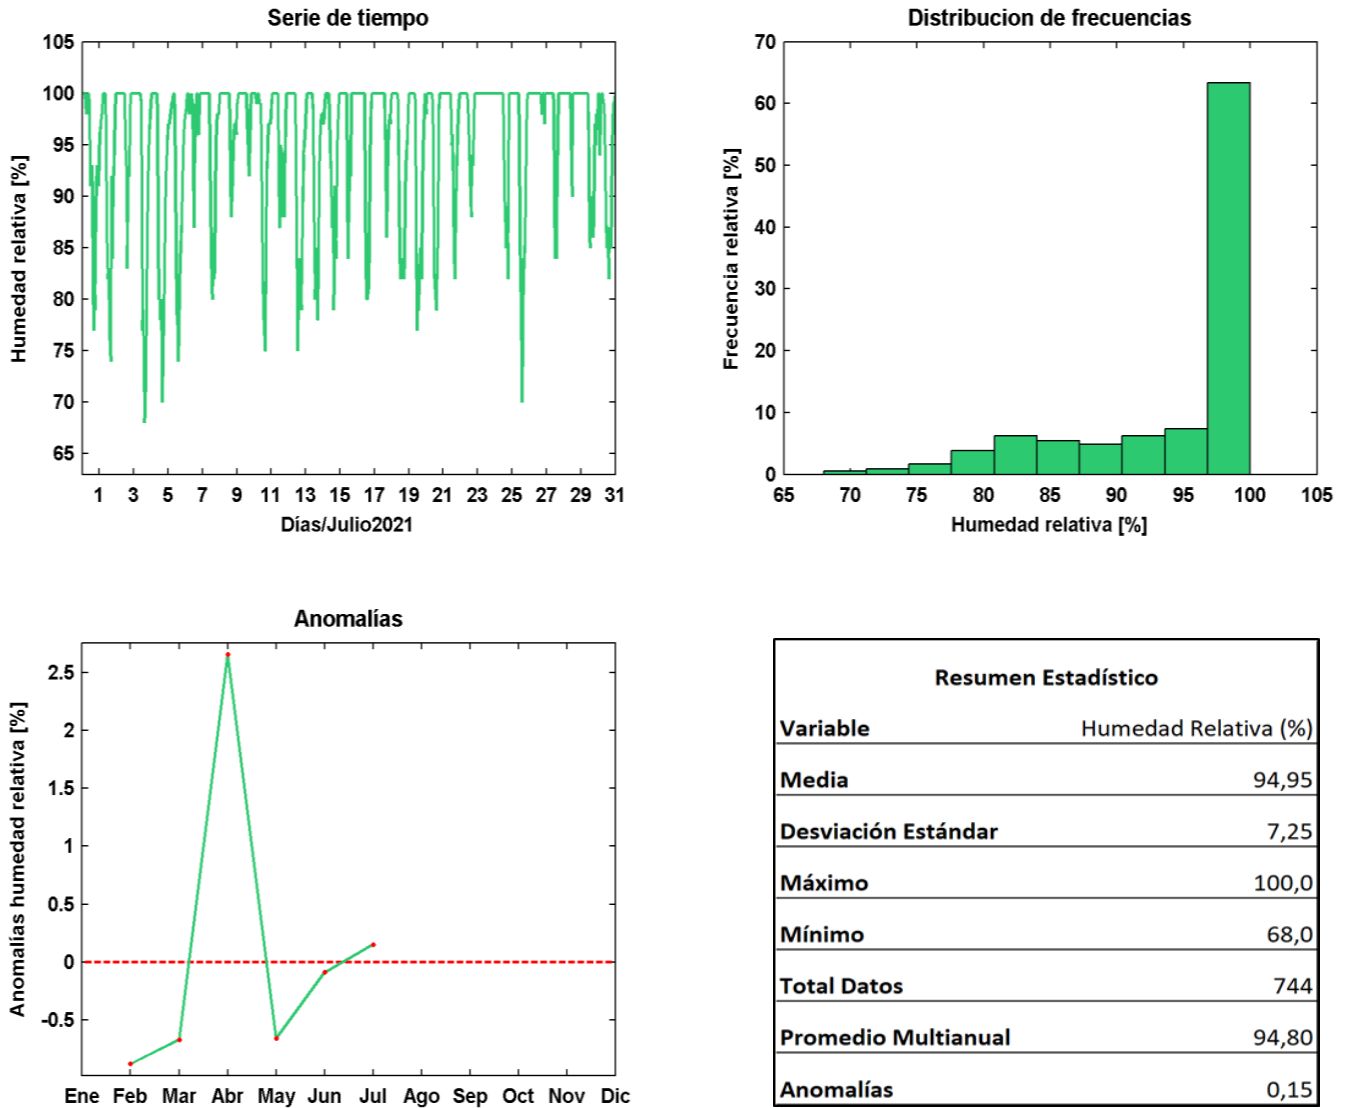 Serie de tiempo
Humedad relativa [%]
105
100
95
90
85
80
75
70
65
1 3 5 7 9 11 13 15 17 19 21 23 25 27 29 31
Días/Julio2021
Distribucion de frecuencias
Frecuencia relativa [%]
70
60
50
40
30
20
10
0
65 70 75 80 85 90 95 100 105
Humedad relativa [%]
Anomalías
Anomalías humedad relativa [%]
2.5
2
1.5
1
0.5
0
-0.5
Ene Feb Mar Abr May Jun Jul Ago Sep Oct Nov Dic
Resumen Estadístico
Variable Humedad Relativa (%)
Media 94,95
Desviación Estándar 7,25
Máximo 100,0
Mínimo 68,0
Total Datos 744
Promedio Multianual 94,80
Anomalías 0,15